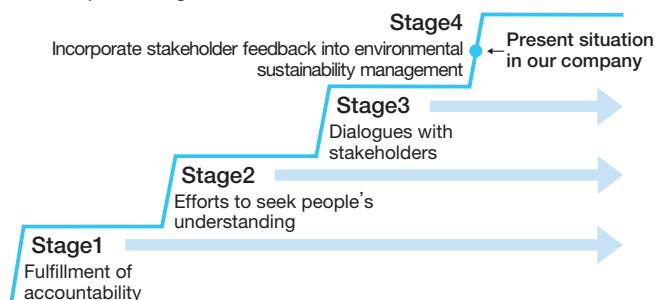 Stage4
Incorporate stakeholder feedback into environmental
sustainability management
←Present situation
in our company
Stage3
Dialogues with
stakeholders
Stage2
Efforts to seek people's
understanding
Stage1
Fulfillment of
accountability